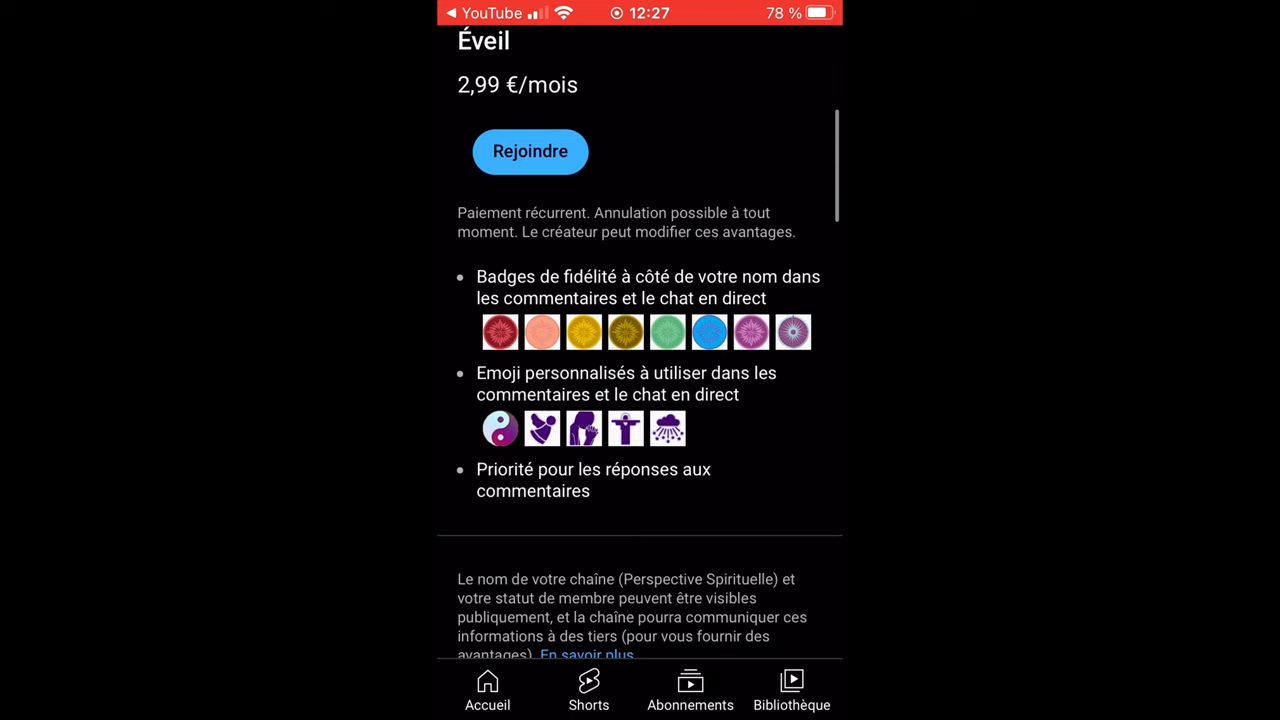 YouTube 12:27 78 %
Éveil
2,99 €/mois
Rejoindre
Paiement récurrent. Annulation possible à tout
moment. Le créateur peut modifier ces avantages.
Badges de fidélité à côté de votre nom dans
les commentaires et le chat en direct
Emoji personnalisés à utiliser dans les
commentaires et le chat en direct
Priorité pour les réponses aux
commentaires
Le nom de votre chaîne (Perspective Spirituelle) et
votre statut de membre peuvent être visibles
publiquement, et la chaîne pourra communiquer ces
informations à des tiers (pour vous fournir des
avantages). En savoir plus
Accueil Shorts Abonnements Bibliothèque